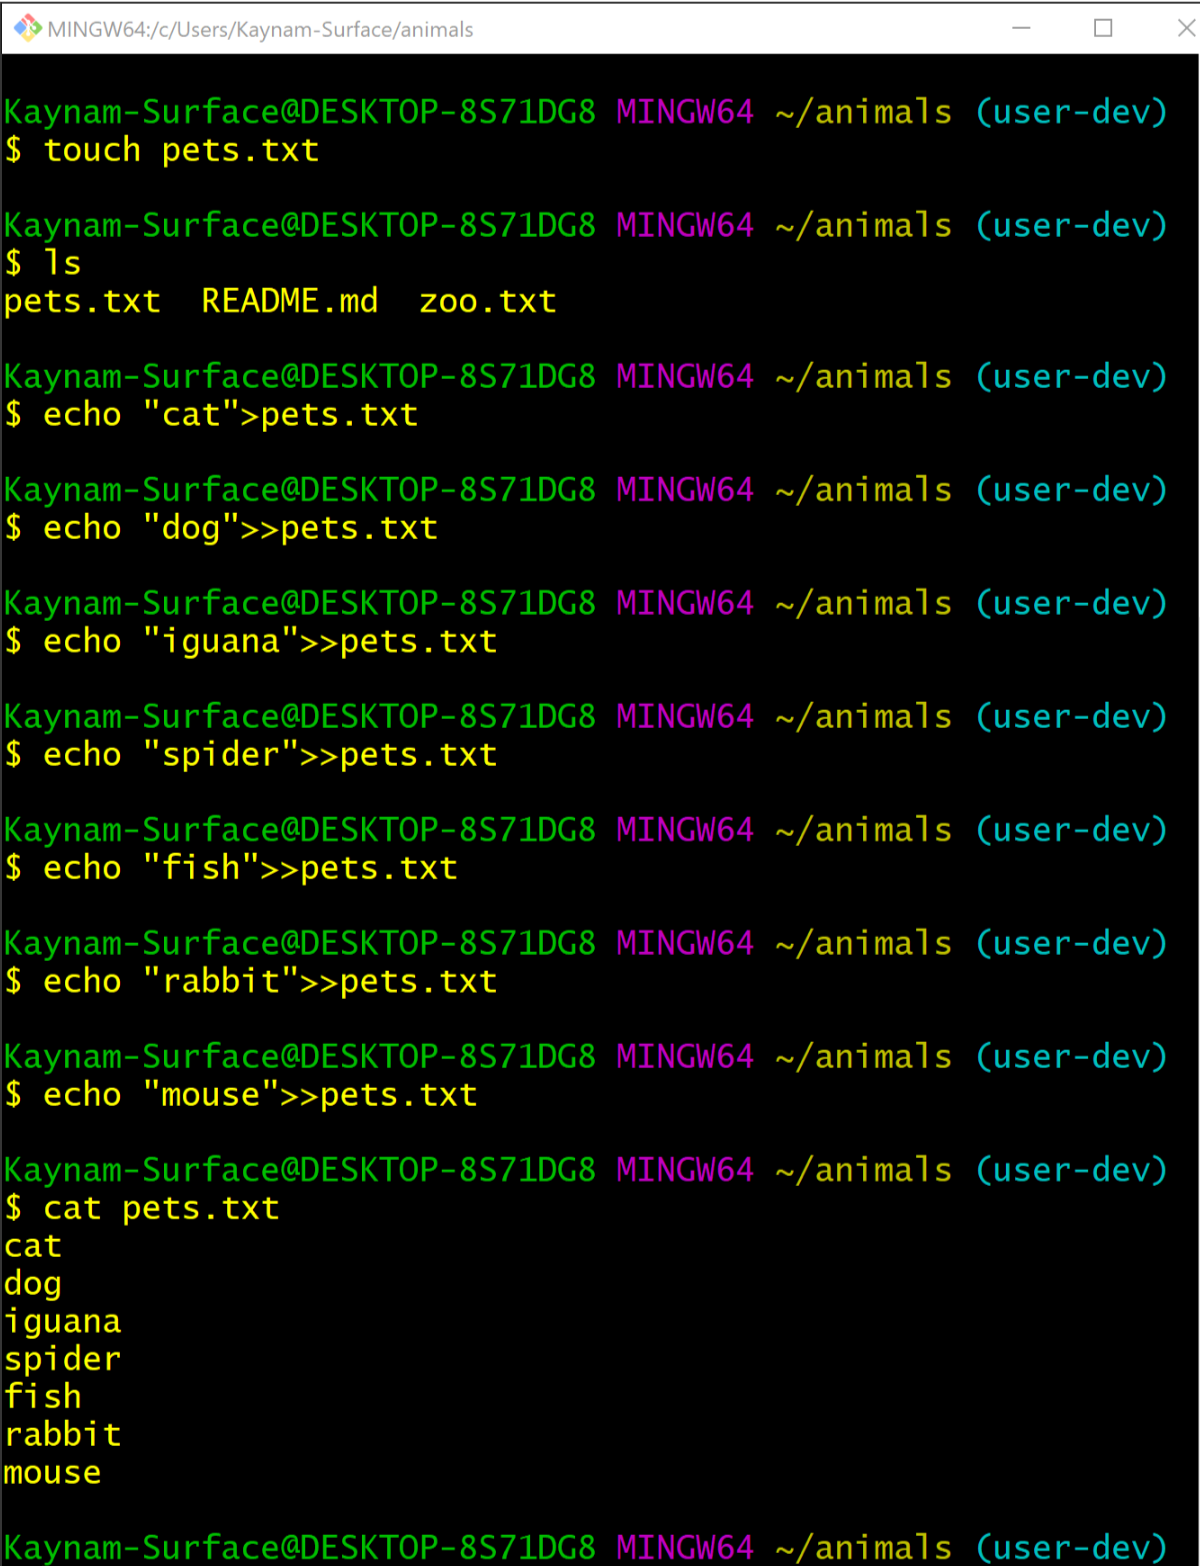 MINGW64:/c/Users/Kaynam-Surface/animals
Kaynam-Surface@DESKTOP-8S71DG8 MINGW64 ~/animals (user-dev)
$ touch pets.txt
Kaynam-Surface@DESKTOP-8S71DG8 MINGW64 ~/animals (user-dev)
$ ls
pets.txt  README.md  zoo.txt
Kaynam-Surface@DESKTOP-8S71DG8 MINGW64 ~/animals (user-dev)
$ echo "cat">pets.txt
Kaynam-Surface@DESKTOP-8S71DG8 MINGW64 ~/animals (user-dev)
$ echo "dog">>pets.txt
Kaynam-Surface@DESKTOP-8S71DG8 MINGW64 ~/animals (user-dev)
$ echo "iguana">>pets.txt
Kaynam-Surface@DESKTOP-8S71DG8 MINGW64 ~/animals (user-dev)
$ echo "spider">>pets.txt
Kaynam-Surface@DESKTOP-8S71DG8 MINGW64 ~/animals (user-dev)
$ echo "fish">>pets.txt
Kaynam-Surface@DESKTOP-8S71DG8 MINGW64 ~/animals (user-dev)
$ echo "rabbit">>pets.txt
Kaynam-Surface@DESKTOP-8S71DG8 MINGW64 ~/animals (user-dev)
$ echo "mouse">>pets.txt
Kaynam-Surface@DESKTOP-8S71DG8 MINGW64 ~/animals (user-dev)
$ cat pets.txt
cat
dog
iguana
spider
fish
rabbit
mouse
Kaynam-Surface@DESKTOP-8S71DG8 MINGW64 ~/animals (user-dev)